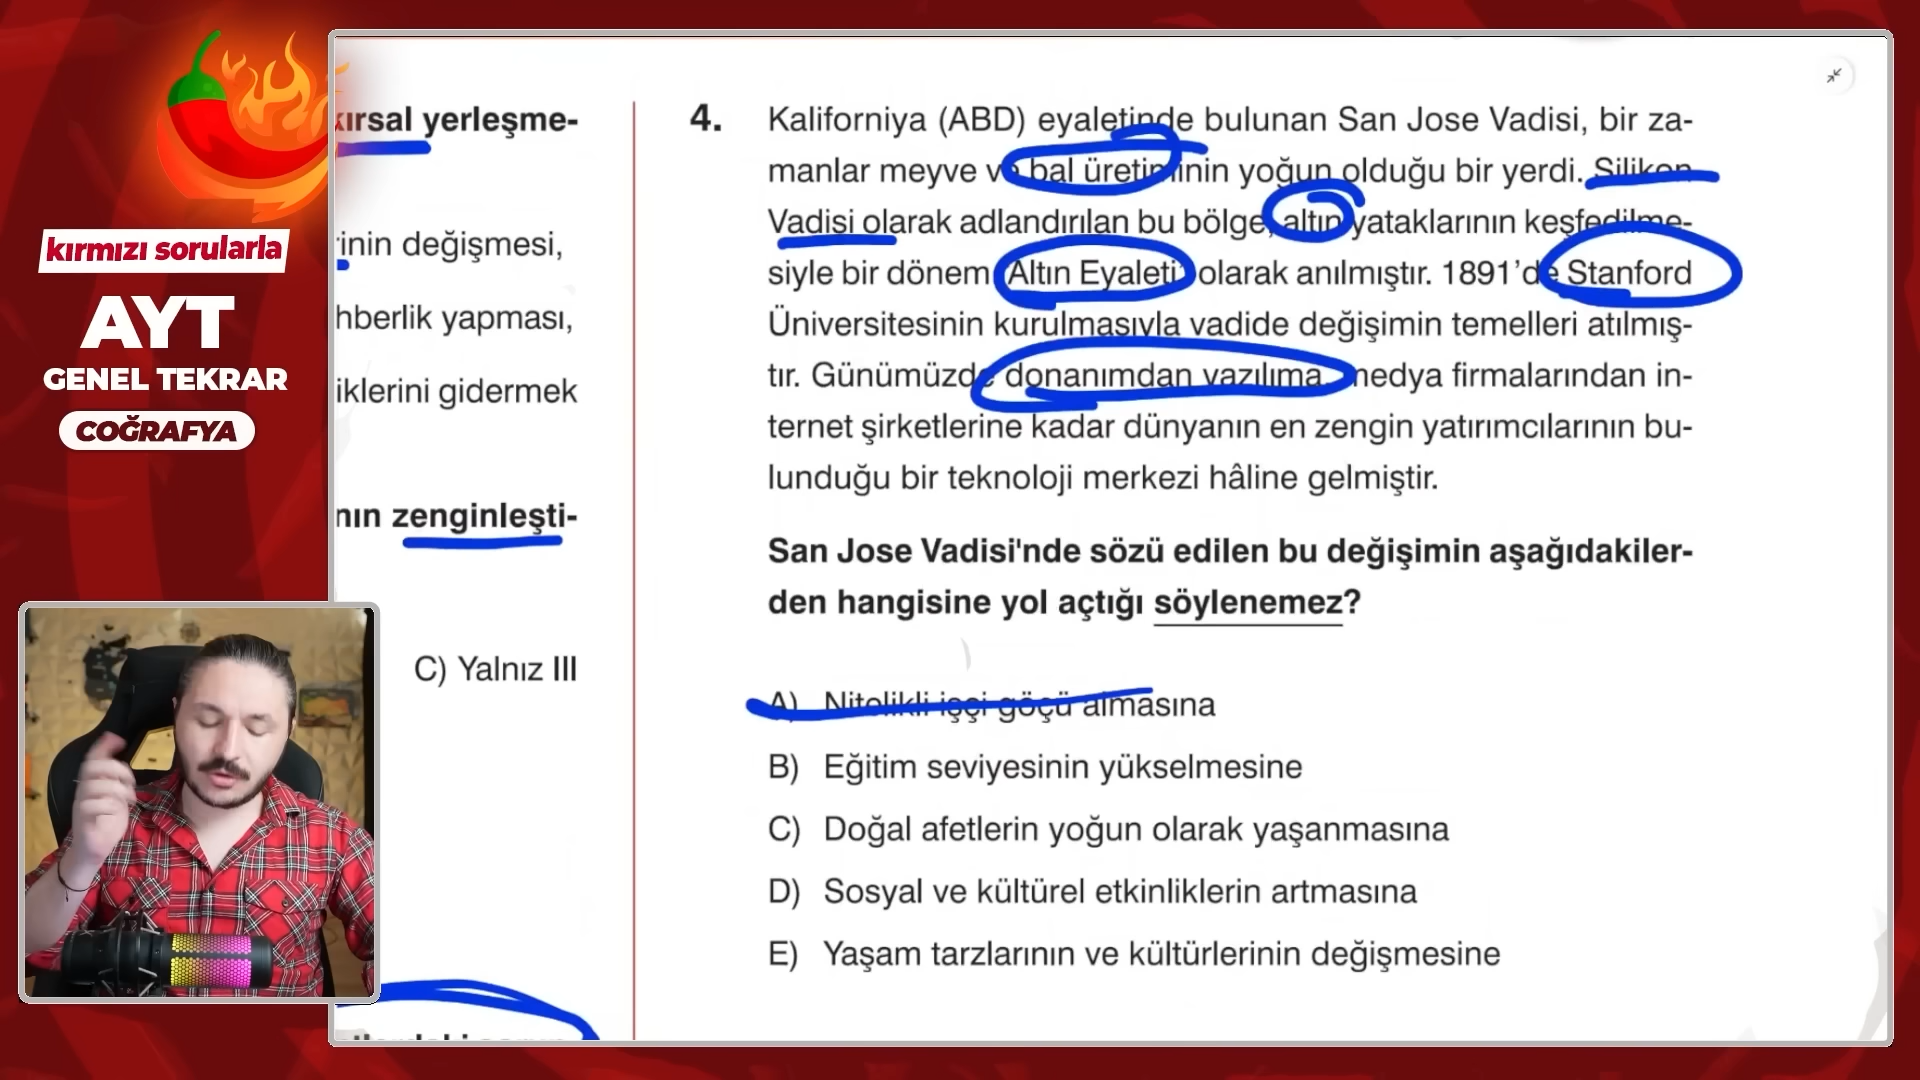 kırmızı sorularla
AYT
GENEL TEKRAR
COĞRAFYA
kırsal yerleşme-
rinin değişmesi,
hberlik yapması,
iklerini gidermek
nın zenginleşti-
C) Yalnız III
4. Kaliforniya (ABD) eyaletinde bulunan San Jose Vadisi, bir za-
manlar meyve ve bal üretiminin yoğun olduğu bir yerdi. Silikon
Vadisi olarak adlandırılan bu bölge, altın yataklarının keşfedilme-
siyle bir dönem Altın Eyaleti olarak anılmıştır. 1891’de Stanford
Üniversitesinin kurulmasıyla vadide değişimin temelleri atılmış-
tır. Günümüzde donanımdan yazılıma, medya firmalarından in-
ternet şirketlerine kadar dünyanın en zengin yatırımcılarının bu-
lunduğu bir teknoloji merkezi hâline gelmiştir.
San Jose Vadisi'nde sözü edilen bu değişimin aşağıdakiler-
den hangisine yol açtığı söylenemez?
A) Nitelikli işçi göçü almasına
B) Eğitim seviyesinin yükselmesine
C) Doğal afetlerin yoğun olarak yaşanmasına
D) Sosyal ve kültürel etkinliklerin artmasına
E) Yaşam tarzlarının ve kültürlerinin değişmesine